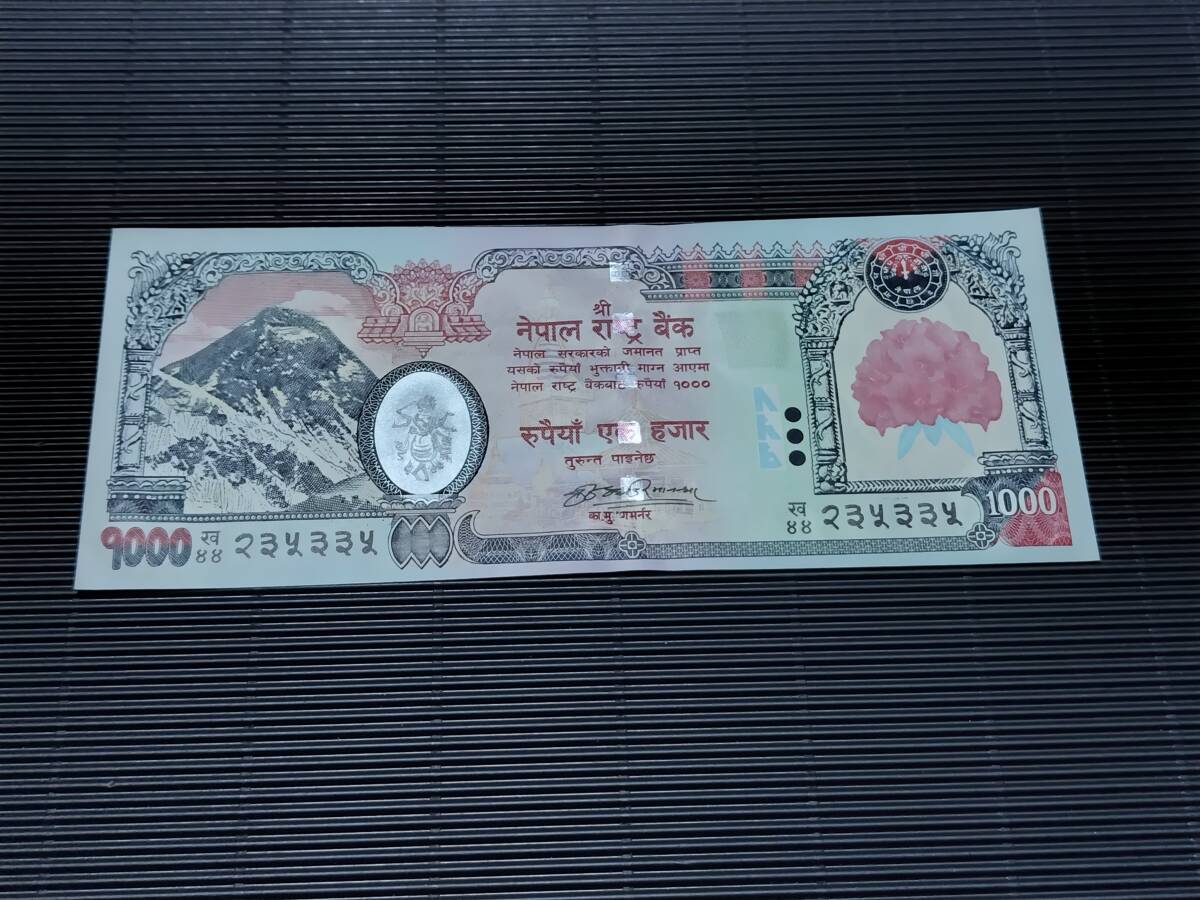 श्री
नेपाल राष्ट्र बैंक
नेपाल सरकारको जमानत प्राप्त
यसको रुपैयाँ भुक्तानी माग्न आएमा
नेपाल राष्ट्र बैंकबाट रुपैयाँ १०००
रुपैयाँ एक हजार
तुरुन्त पाइनेछ
का.मु. गभर्नर
ख
४४ २३५३३५
1000
१००० ख
४४ २३५३३५